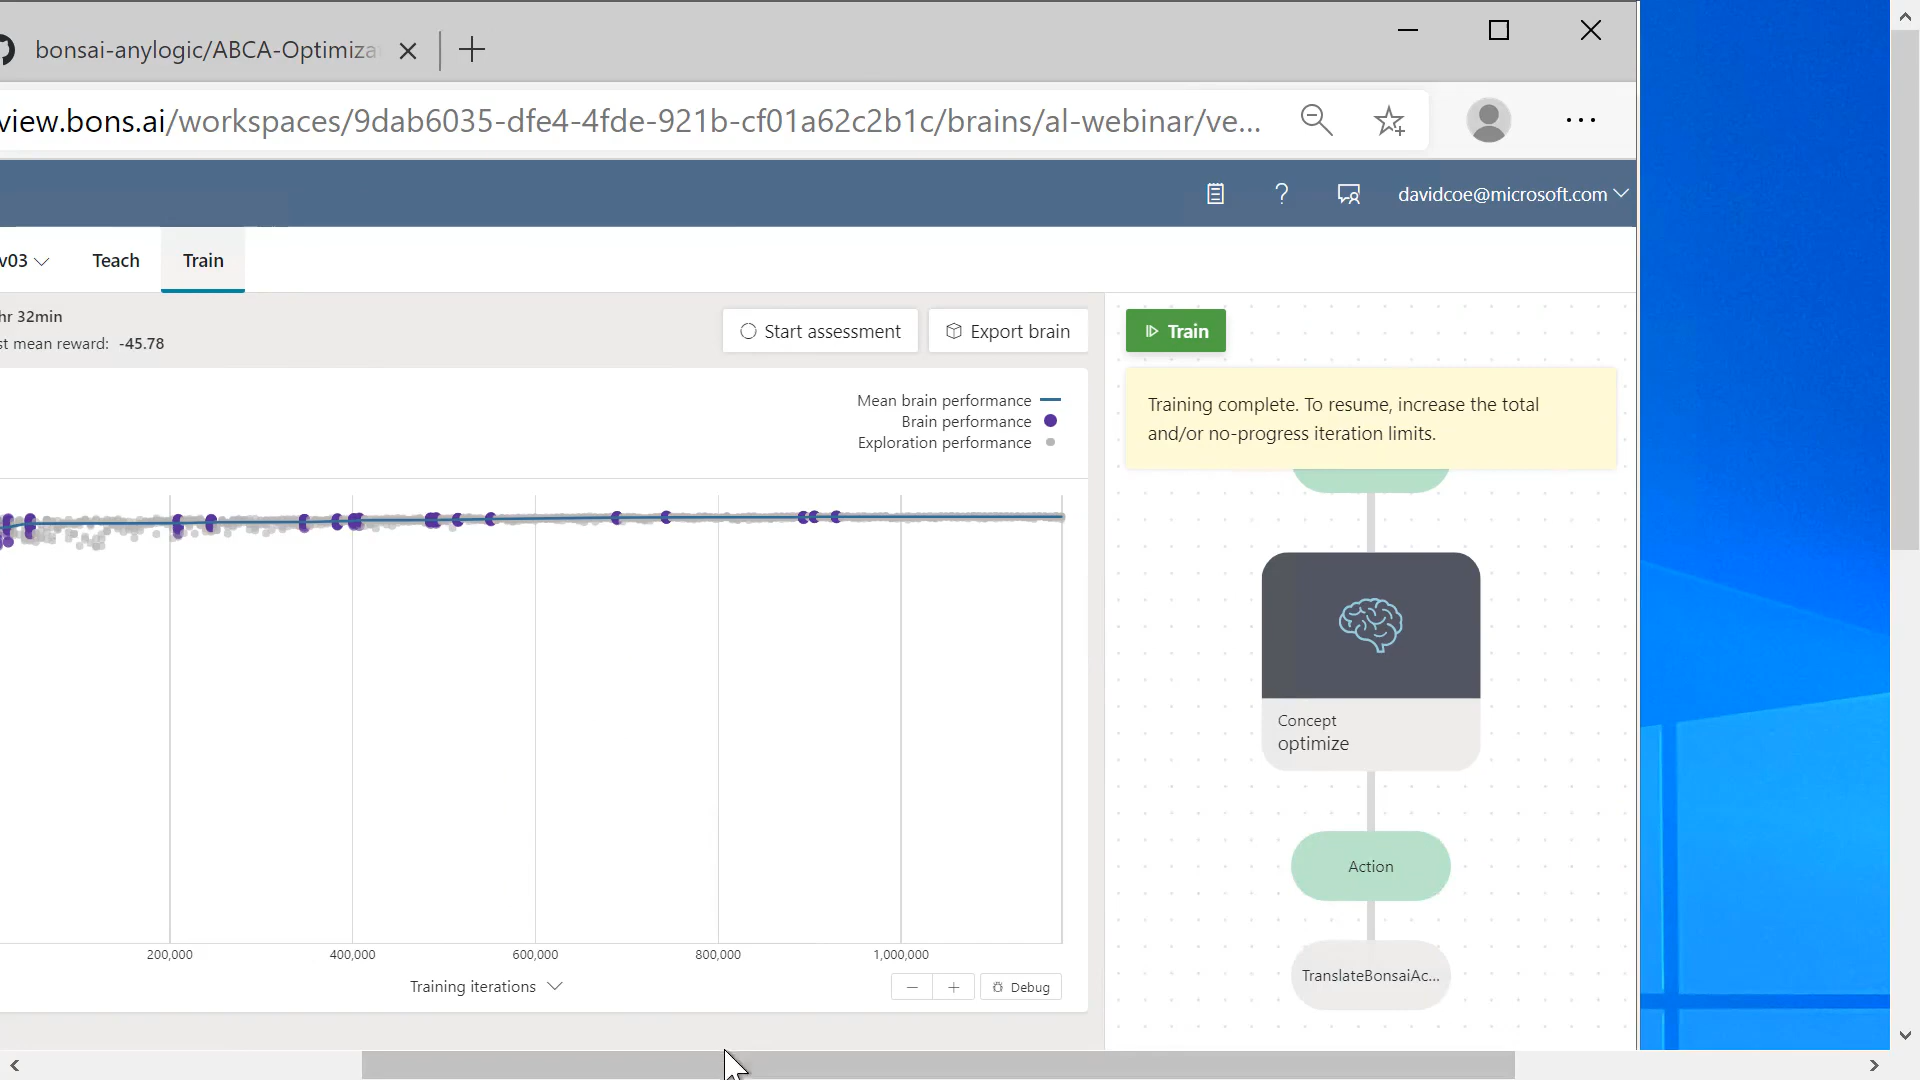 bonsai-anylogic/ABCA-Optimiza
view.bons.ai/workspaces/9dab6035-dfe4-4fde-921b-cf01a62c2b1c/brains/al-webinar/ve...
davidcoe@microsoft.com
v03
Teach
Train
hr 32min
st mean reward: -45.78
Start assessment
Export brain
Train
Training complete. To resume, increase the total
and/or no-progress iteration limits.
Mean brain performance
Brain performance
Exploration performance
Concept
optimize
Action
TranslateBonsaiAc...
200,000
400,000
600,000
800,000
1,000,000
Training iterations
Debug